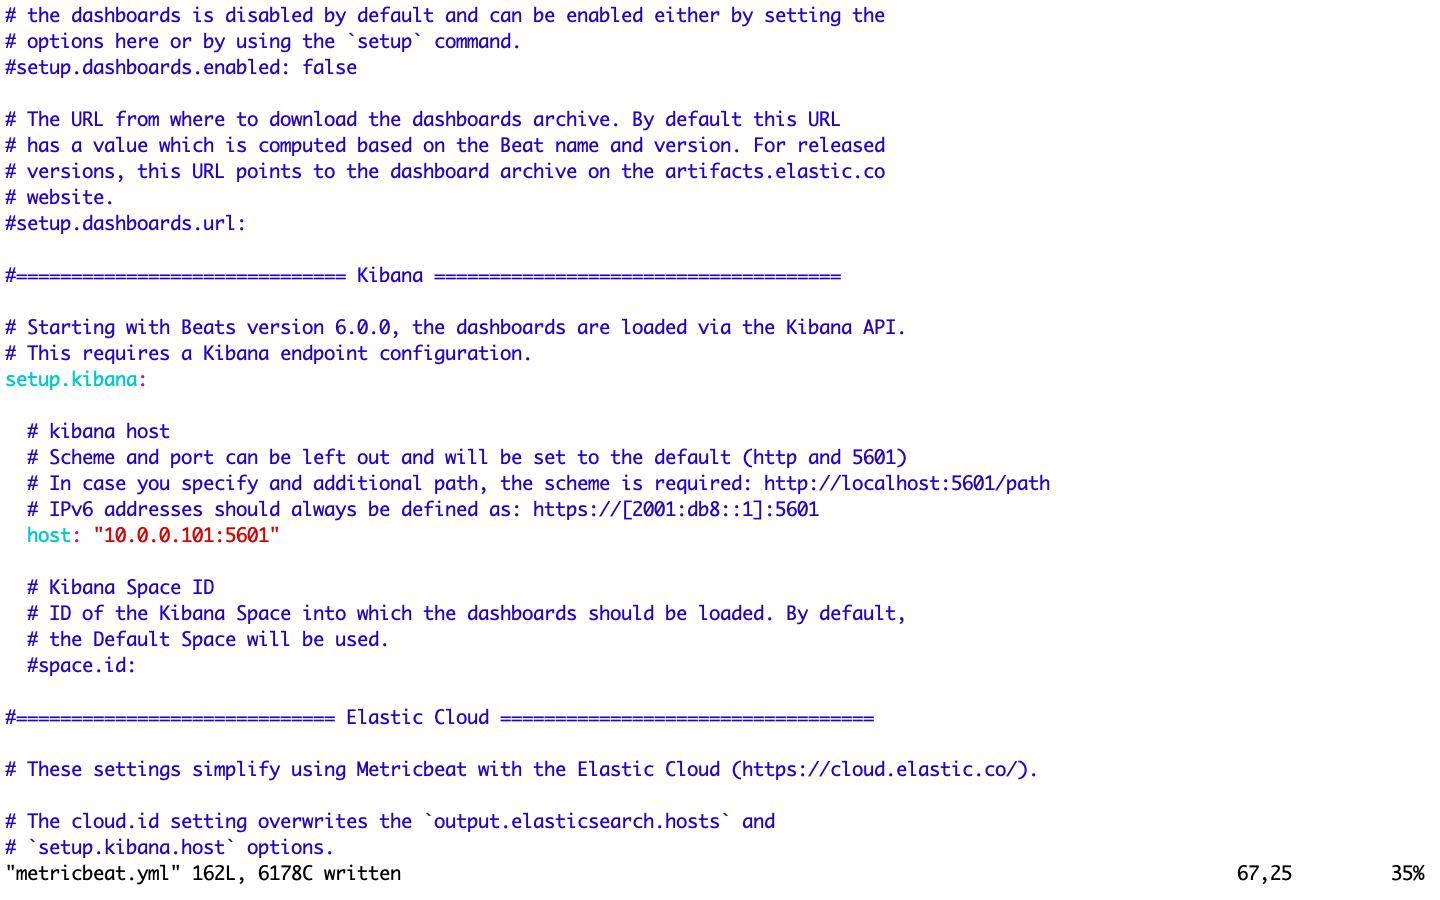 # the dashboards is disabled by default and can be enabled either by setting the
# options here or by using the `setup` command.
#setup.dashboards.enabled: false
# The URL from where to download the dashboards archive. By default this URL
# has a value which is computed based on the Beat name and version. For released
# versions, this URL points to the dashboard archive on the artifacts.elastic.co
# website.
#setup.dashboards.url:
#============================== Kibana =====================================
# Starting with Beats version 6.0.0, the dashboards are loaded via the Kibana API.
# This requires a Kibana endpoint configuration.
setup.kibana:
  # kibana host
  # Scheme and port can be left out and will be set to the default (http and 5601)
  # In case you specify and additional path, the scheme is required: http://localhost:5601/path
  # IPv6 addresses should always be defined as: https://[2001:db8::1]:5601
  host: "10.0.0.101:5601"
  # Kibana Space ID
  # ID of the Kibana Space into which the dashboards should be loaded. By default,
  # the Default Space will be used.
  #space.id:
#============================= Elastic Cloud ==================================
# These settings simplify using Metricbeat with the Elastic Cloud (https://cloud.elastic.co/).
# The cloud.id setting overwrites the `output.elasticsearch.hosts` and
# `setup.kibana.host` options.
"metricbeat.yml" 162L, 6178C written 67,25 35%